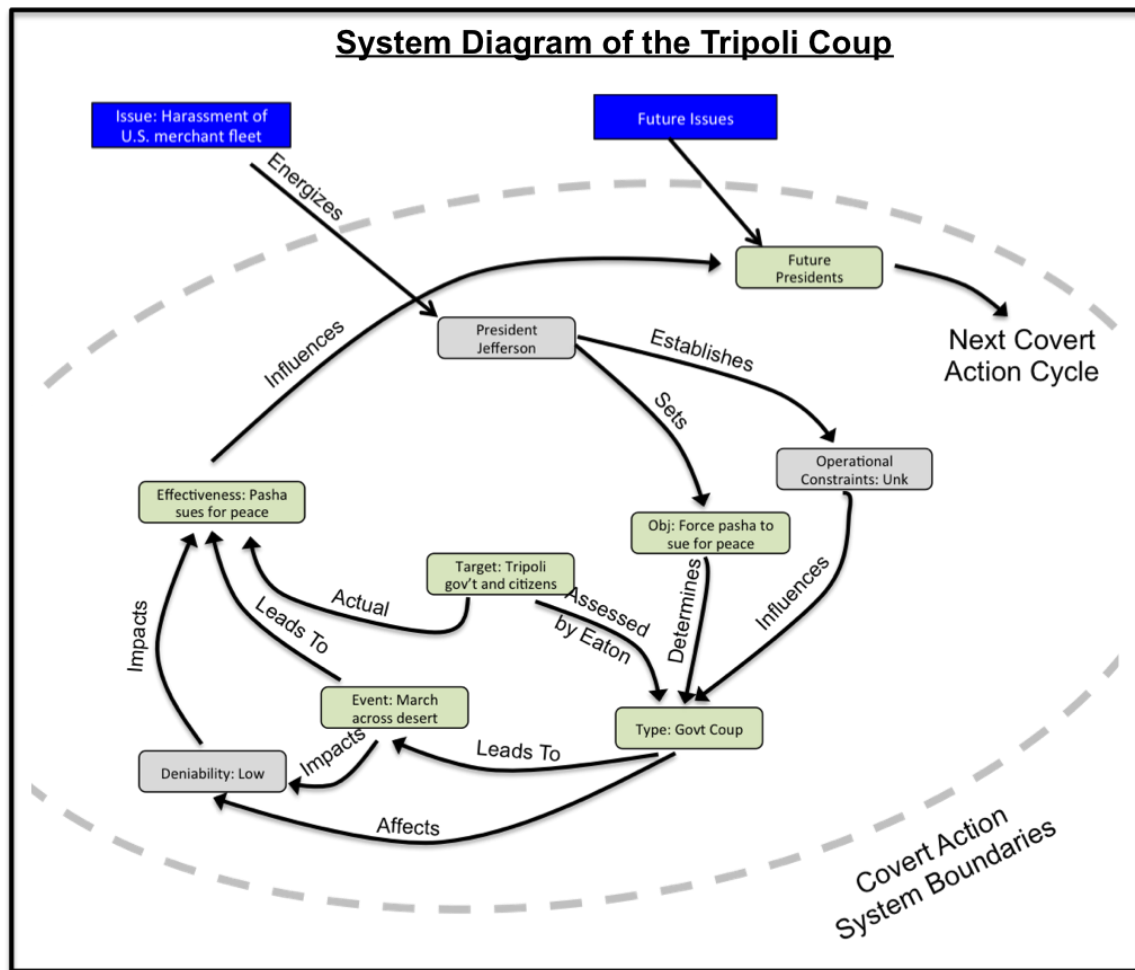 System Diagram of the Tripoli Coup
Issue: Harassment of
U.S. merchant fleet
Future Issues
Energizes
Future
Presidents
Influences
President
Jefferson
Establishes
Next Covert
Action Cycle
Sets
Operational
Constraints: Unk
Effectiveness: Pasha
sues for peace
Obj: Force pasha to
sue for peace
Target: Tripoli
gov't and citizens
Actual
Assessed
by Eaton
Determines
Influences
Impacts
Leads To
Event: March
across desert
Type: Govt Coup
Impacts
Leads To
Deniability: Low
Affects
Covert Action
System Boundaries